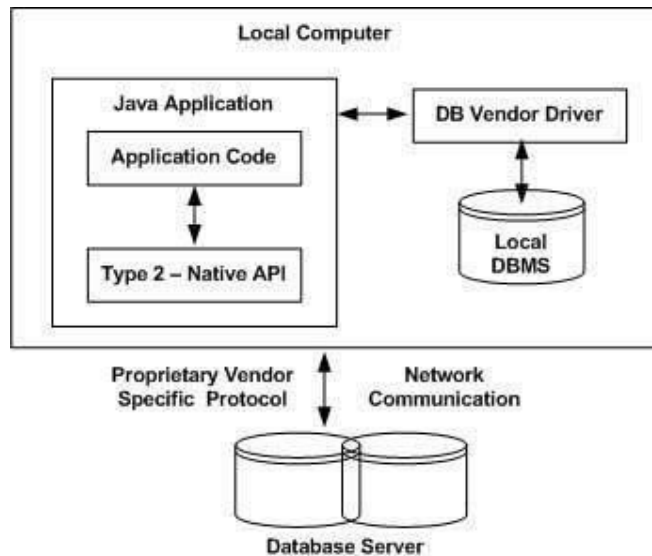 Local Computer
Java Application
DB Vendor Driver
Application Code
Type 2 – Native API
Local
DBMS
Proprietary Vendor
Specific Protocol
Network
Communication
Database Server